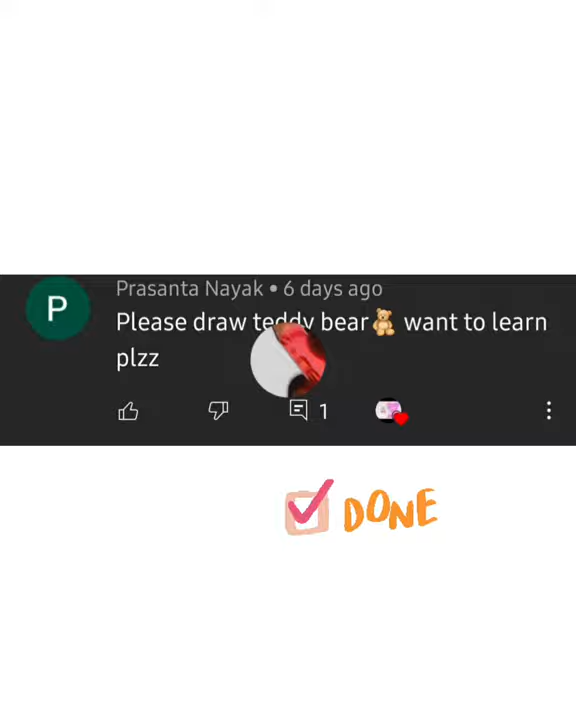 P
Prasanta Nayak • 6 days ago
Please draw teddy bear🧸 want to learn
plzz
1
DONE